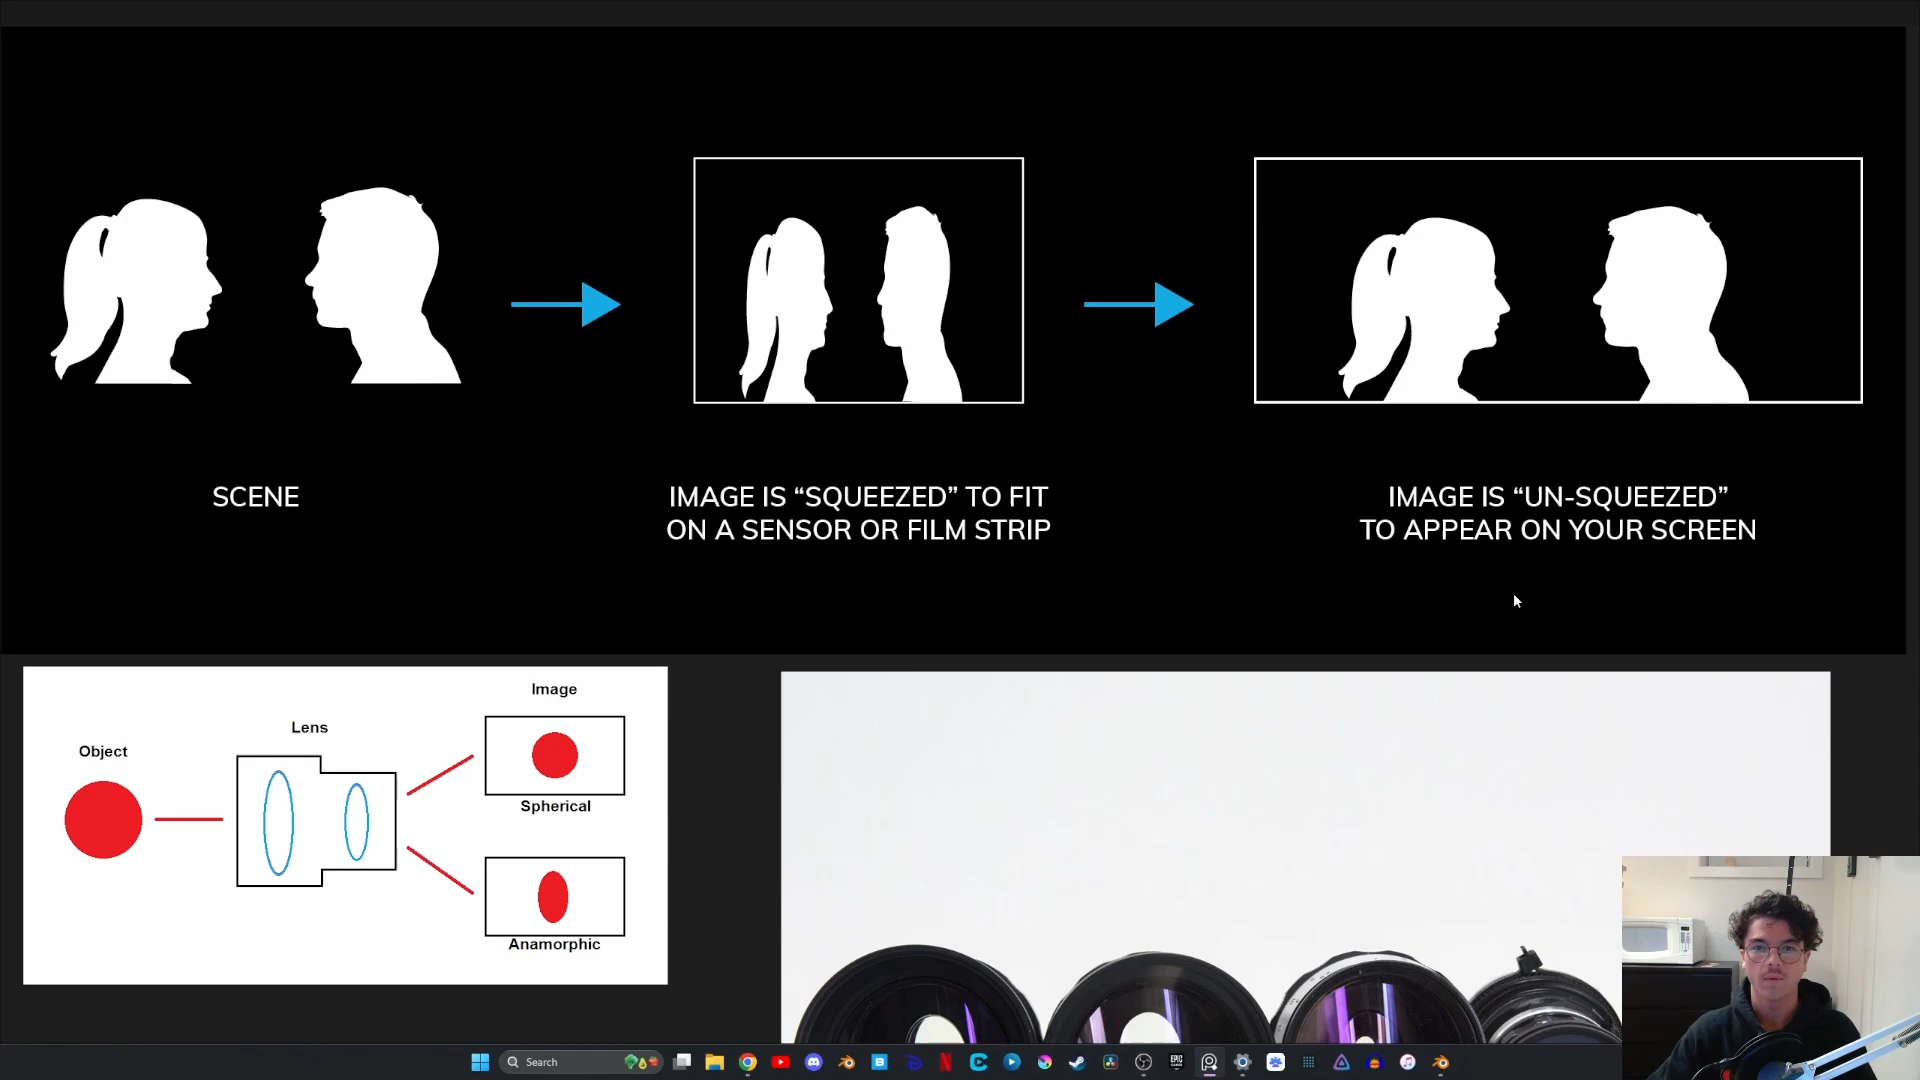 SCENE
IMAGE IS “SQUEEZED” TO FIT
ON A SENSOR OR FILM STRIP
IMAGE IS “UN-SQUEEZED”
TO APPEAR ON YOUR SCREEN
Object
Lens
Image
Spherical
Anamorphic
Search